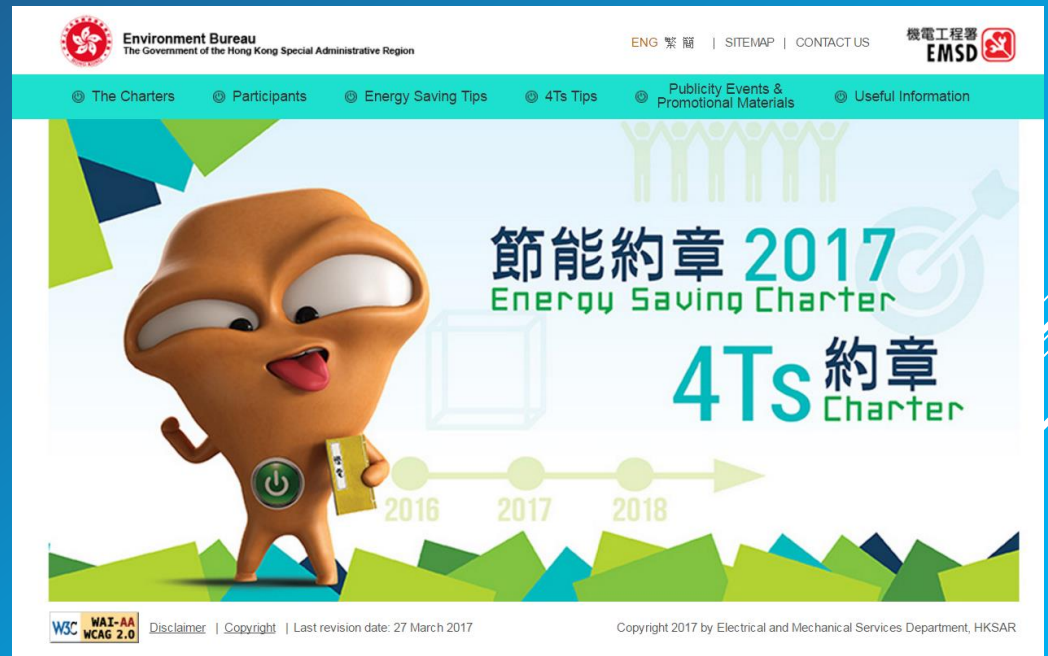 Environment Bureau
The Government of the Hong Kong Special Administrative Region
ENG 繁 簡 | SITEMAP | CONTACT US
機電工程署
EMSD
The Charters
Participants
Energy Saving Tips
4Ts Tips
Publicity Events &
Promotional Materials
Useful Information
節能約章 2017
Energy Saving Charter
4Ts 約章
Charter
2016 2017 2018
W3C WAI-AA
WCAG 2.0
Disclaimer | Copyright | Last revision date: 27 March 2017
Copyright 2017 by Electrical and Mechanical Services Department, HKSAR